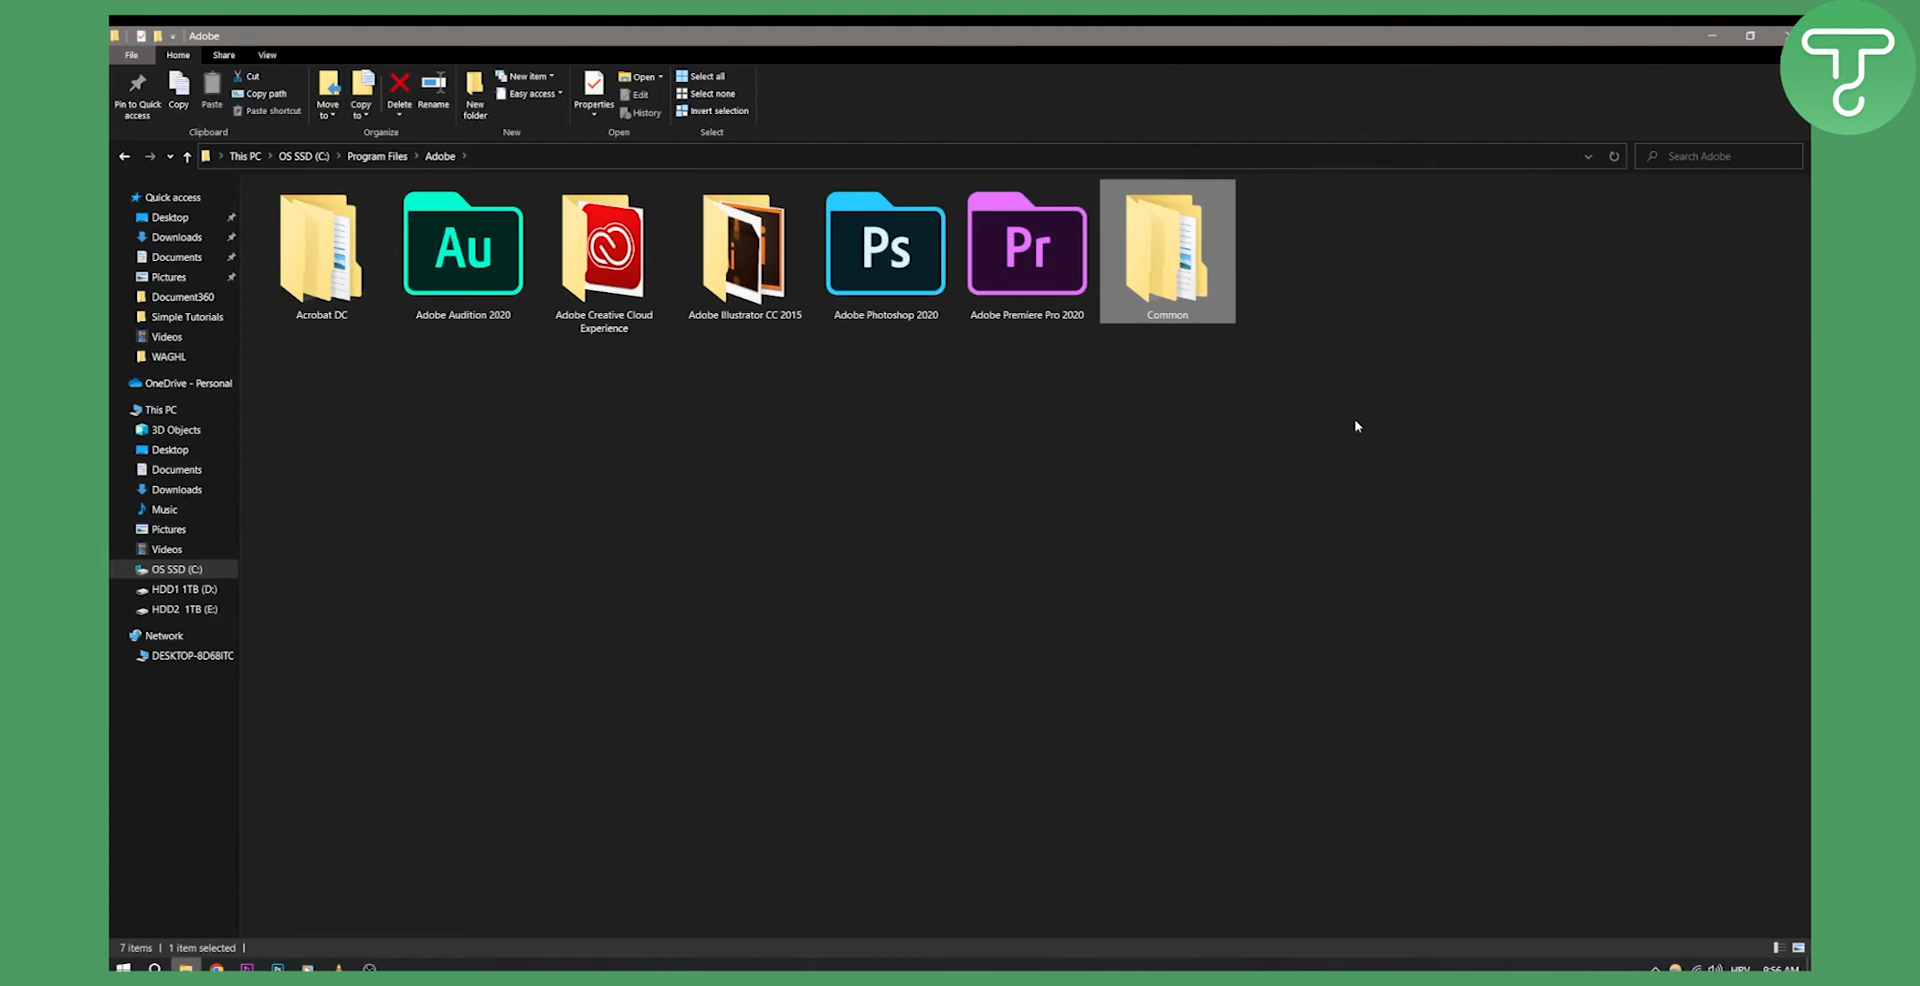 Adobe
File Home Share View
Pin to Quick access
Copy
Paste
Cut
Copy path
Paste shortcut
Clipboard
Move to
Copy to
Delete
Rename
Organize
New folder
New item
Easy access
New
Properties
Open
Edit
History
Open
Select all
Select none
Invert selection
Select
This PC > OS SSD (C:) > Program Files > Adobe >
Search Adobe
Quick access
Desktop
Downloads
Documents
Pictures
Document360
Simple Tutorials
Videos
WAGHL
OneDrive - Personal
This PC
3D Objects
Desktop
Documents
Downloads
Music
Pictures
Videos
OS SSD (C:)
HDD1 1TB (D:)
HDD2 1TB (E:)
Network
DESKTOP-8D68ITC
Au
Ps
Pr
Acrobat DC
Adobe Audition 2020
Adobe Creative Cloud
Experience
Adobe Illustrator CC 2015
Adobe Photoshop 2020
Adobe Premiere Pro 2020
Common
7 items
1 item selected
HRV
9:56 AM